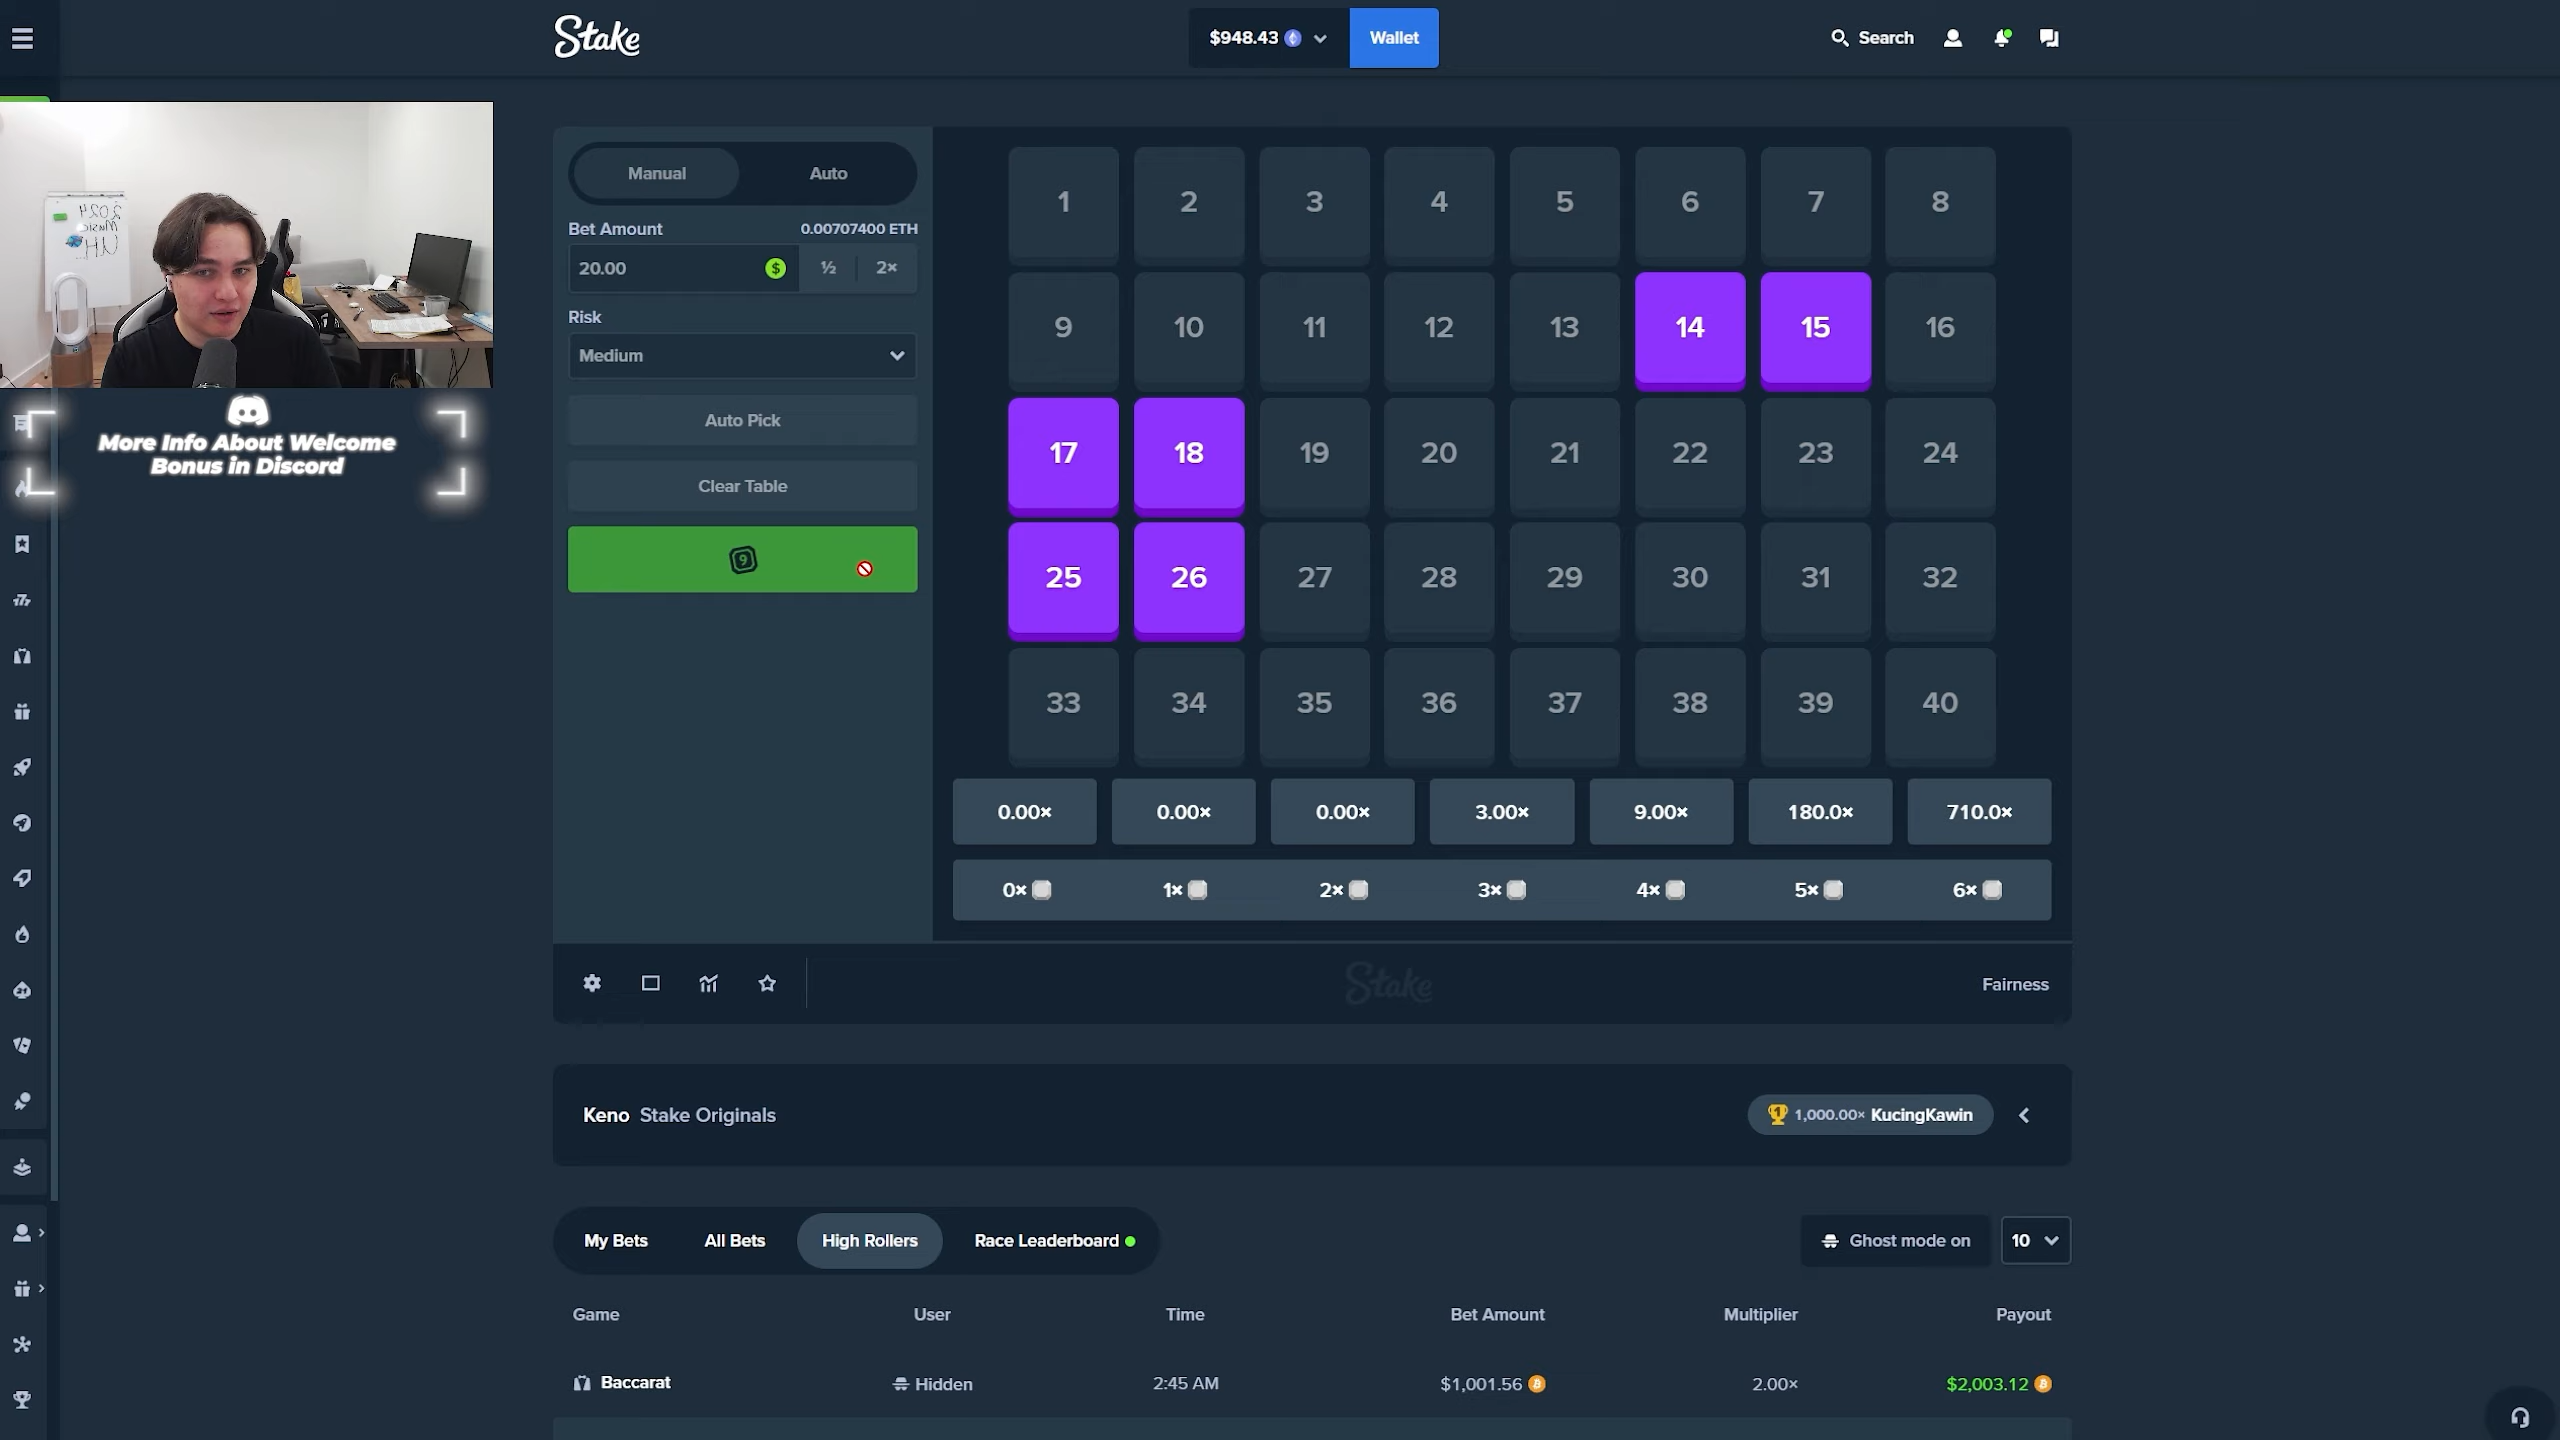 Stake
$948.43
Wallet
Search
Manual
Auto
Bet Amount
0.00707400 ETH
20.00
$
½
2×
Risk
Medium
Auto Pick
Clear Table
9
1 2 3 4 5 6 7 8
9 10 11 12 13 14 15 16
17 18 19 20 21 22 23 24
25 26 27 28 29 30 31 32
33 34 35 36 37 38 39 40
0.00× 0.00× 0.00× 3.00× 9.00× 180.0× 710.0×
0× 1× 2× 3× 4× 5× 6×
More Info About Welcome
Bonus in Discord
2024
Music
Stake
Fairness
Keno Stake Originals
1 1,000.00× KucingKawin
My Bets
All Bets
High Rollers
Race Leaderboard
Ghost mode on
10
Game User Time Bet Amount Multiplier Payout
Baccarat Hidden 2:45 AM $1,001.56 2.00× $2,003.12
777
21